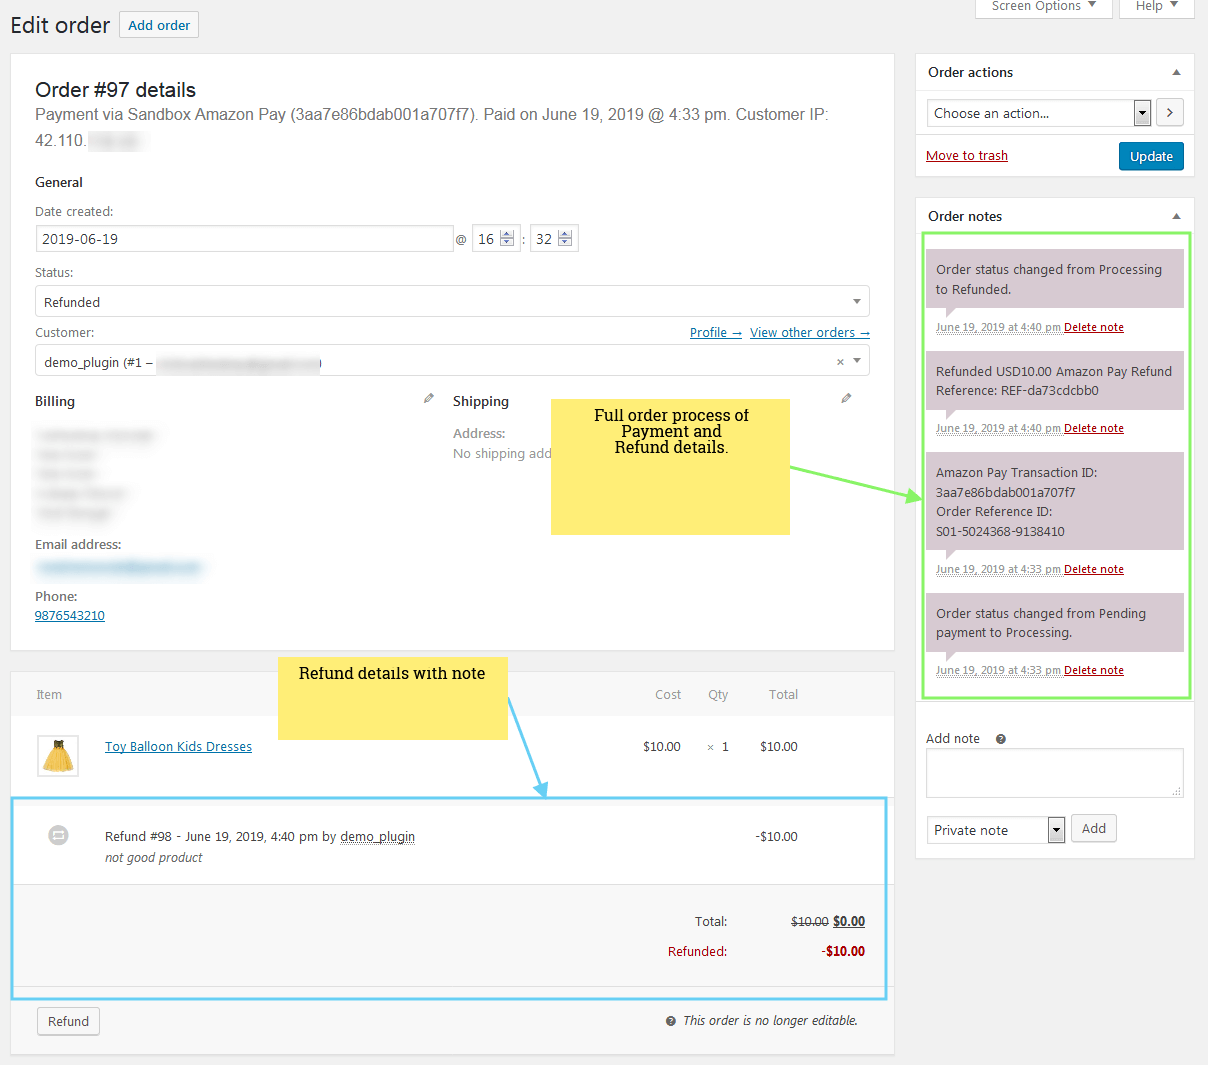 Screen Options
Help
Edit order
Add order
Order #97 details
Payment via Sandbox Amazon Pay (3aa7e86bdab001a707f7). Paid on June 19, 2019 @ 4:33 pm. Customer IP:
42.110.
General
Date created:
2019-06-19 @ 16 : 32
Status:
Refunded
Customer:
Profile → View other orders →
demo_plugin (#1 –
×
Billing
Shipping
Address:
No shipping add
Email address:
Phone:
9876543210
Full order process of
Payment and
Refund details.
Refund details with note
Item Cost Qty Total
Toy Balloon Kids Dresses $10.00 × 1 $10.00
Refund #98 - June 19, 2019, 4:40 pm by demo_plugin -$10.00
not good product
Total: $10.00 $0.00
Refunded: -$10.00
Refund
This order is no longer editable.
Order actions
Choose an action...
Move to trash
Update
Order notes
Order status changed from Processing
to Refunded.
June 19, 2019 at 4:40 pm Delete note
Refunded USD10.00 Amazon Pay Refund
Reference: REF-da73cdcbb0
June 19, 2019 at 4:40 pm Delete note
Amazon Pay Transaction ID:
3aa7e86bdab001a707f7
Order Reference ID:
S01-5024368-9138410
June 19, 2019 at 4:33 pm Delete note
Order status changed from Pending
payment to Processing.
June 19, 2019 at 4:33 pm Delete note
Add note
Private note
Add